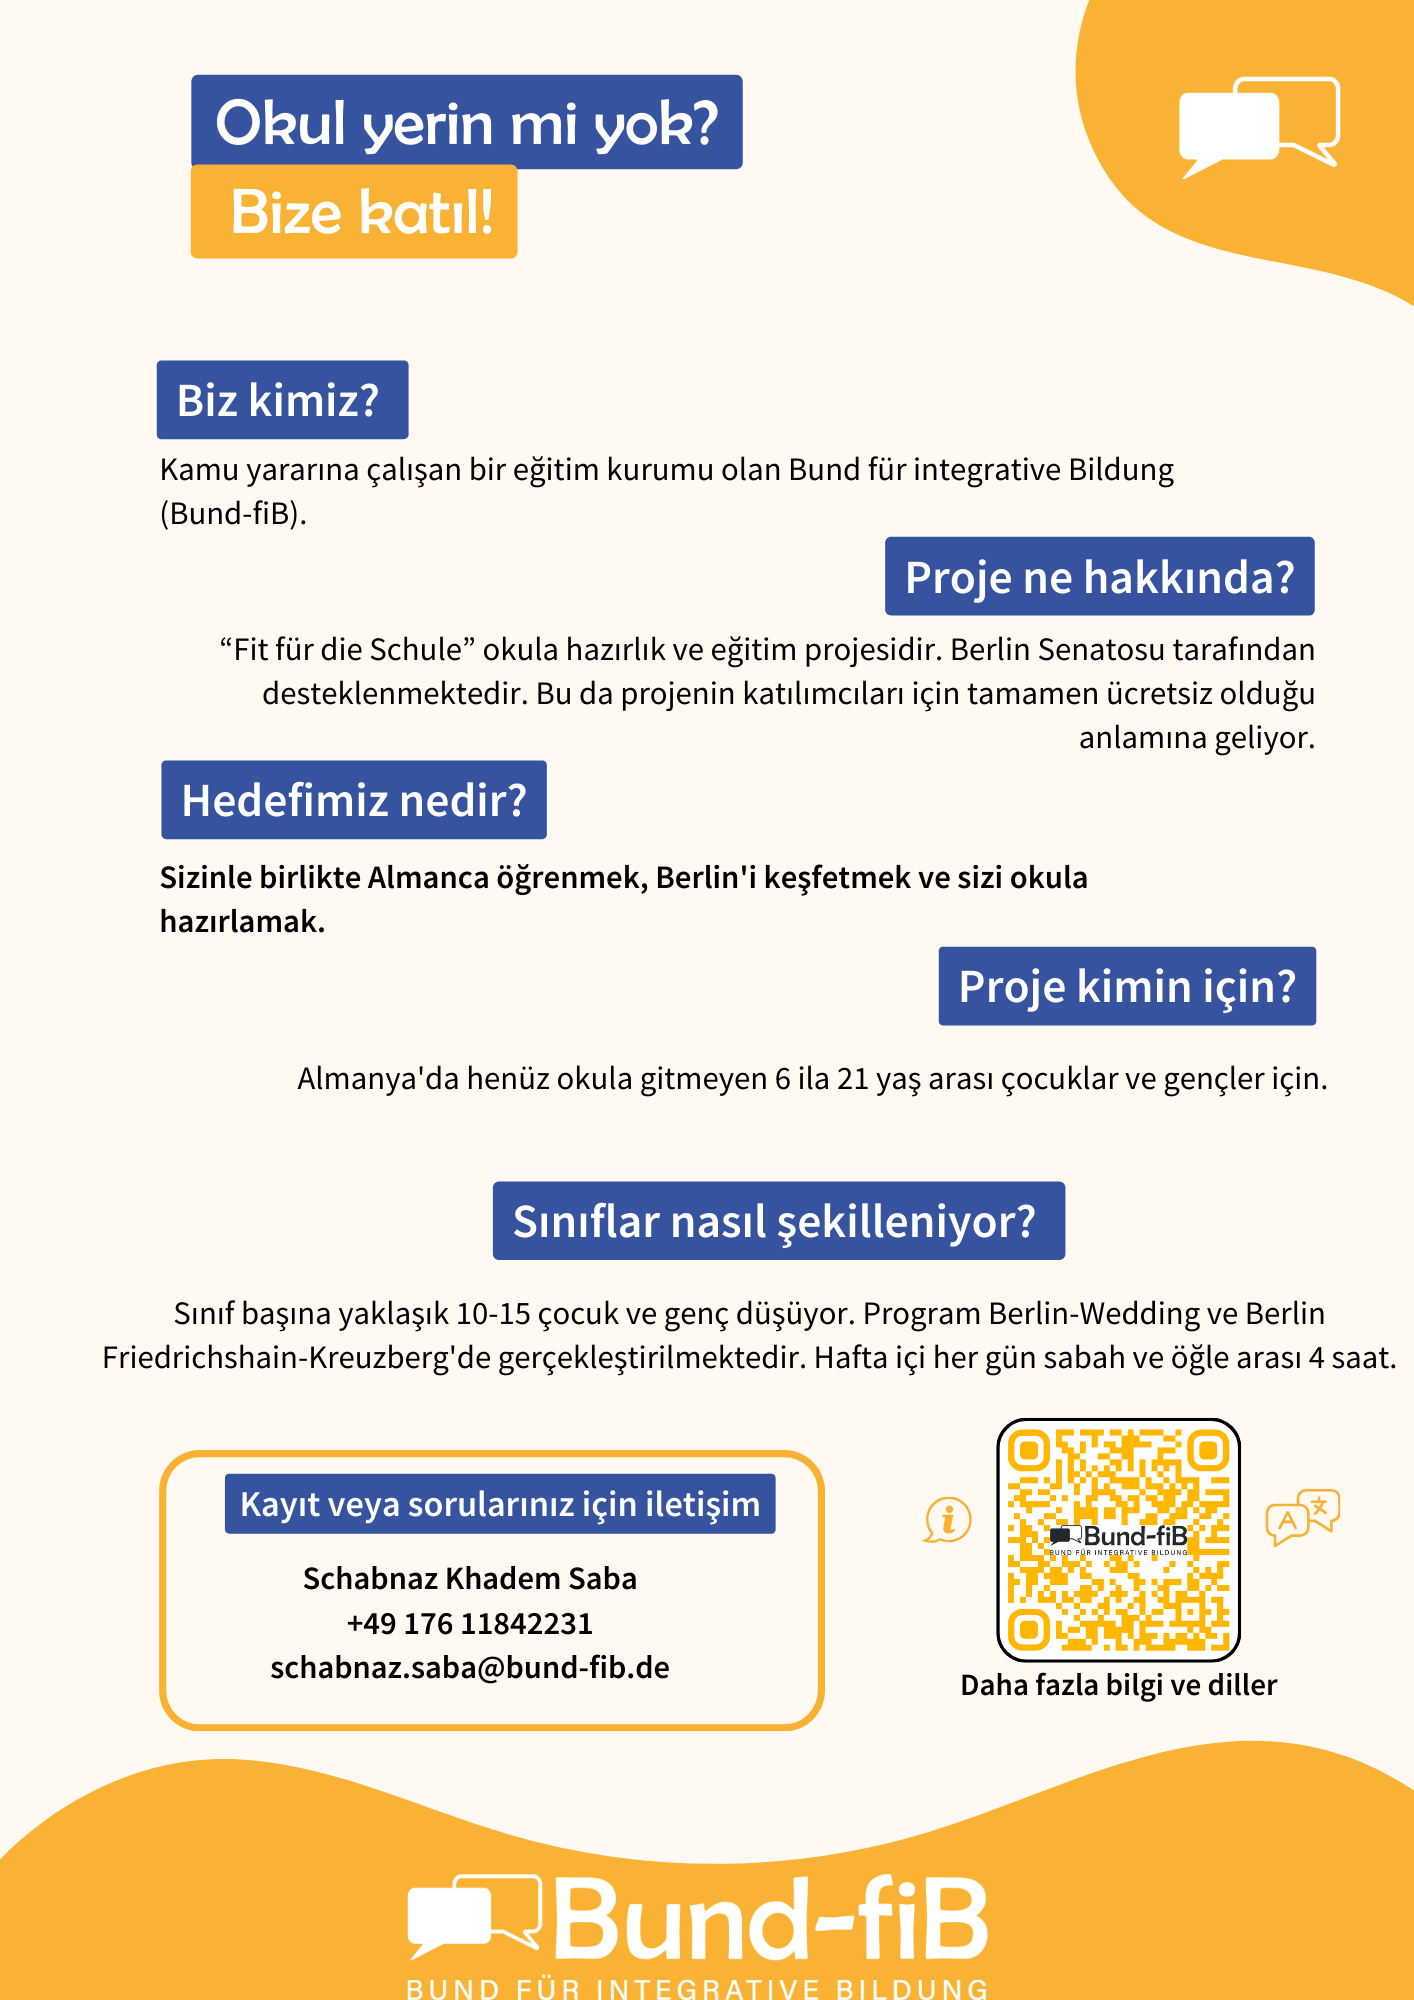 Okul yerin mi yok?
Bize katıl!
Biz kimiz?
Kamu yararına çalışan bir eğitim kurumu olan Bund für integrative Bildung
(Bund-fiB).
Proje ne hakkında?
“Fit für die Schule” okula hazırlık ve eğitim projesidir. Berlin Senatosu tarafından
desteklenmektedir. Bu da projenin katılımcıları için tamamen ücretsiz olduğu
anlamına geliyor.
Hedefimiz nedir?
Sizinle birlikte Almanca öğrenmek, Berlin'i keşfetmek ve sizi okula
hazırlamak.
Proje kimin için?
Almanya'da henüz okula gitmeyen 6 ila 21 yaş arası çocuklar ve gençler için.
Sınıflar nasıl şekilleniyor?
Sınıf başına yaklaşık 10-15 çocuk ve genç düşüyor. Program Berlin-Wedding ve Berlin
Friedrichshain-Kreuzberg'de gerçekleştirilmektedir. Hafta içi her gün sabah ve öğle arası 4 saat.
Kayıt veya sorularınız için iletişim
Schabnaz Khadem Saba
+49 176 11842231
schabnaz.saba@bund-fib.de
i
Bund-fiB
BUND FÜR INTEGRATIVE BILDUNG
A 文
Daha fazla bilgi ve diller
Bund-fiB
BUND FÜR INTEGRATIVE BILDUNG